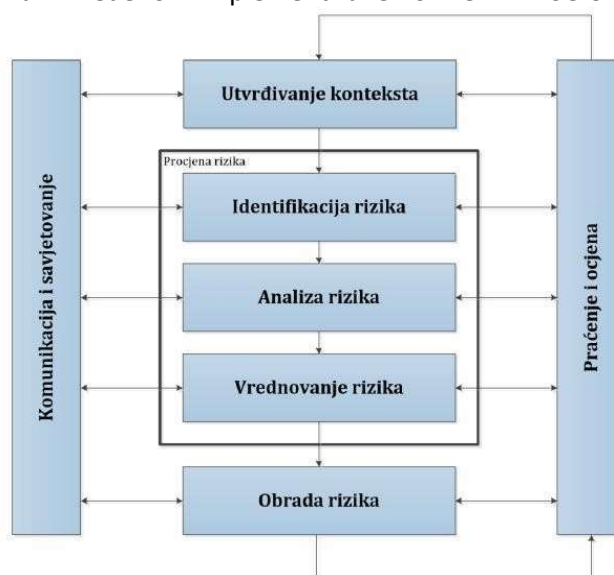 Utvrđivanje konteksta
Procjena rizika
Identifikacija rizika
Analiza rizika
Vrednovanje rizika
Obrada rizika
Komunikacija i savjetovanje
Praćenje i ocjena